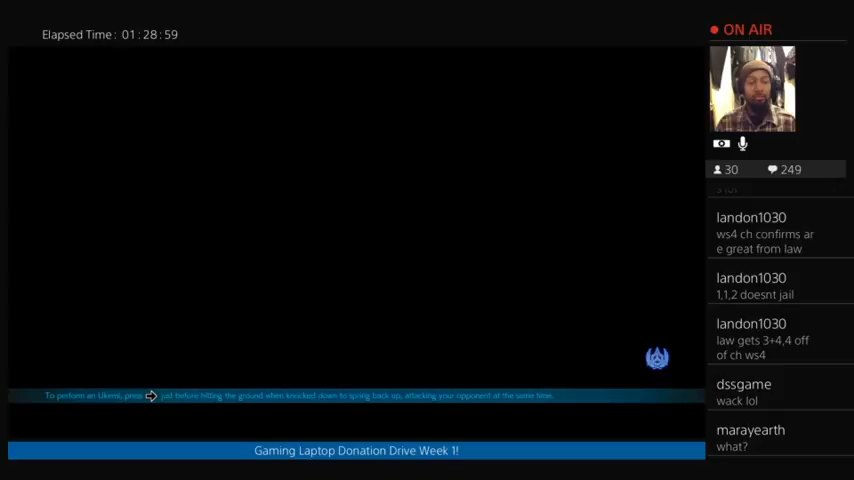 Elapsed Time: 01:28:59
ON AIR
30 249
landon1030
ws4 ch confirms ar
e great from law
landon1030
1,1,2 doesnt jail
landon1030
law gets 3+4,4 off
of ch ws4
dssgame
wack lol
marayearth
what?
To perform an Ukemi, press just before hitting the ground when knocked down to spring back up, attacking your opponent at the same time.
Gaming Laptop Donation Drive Week 1!